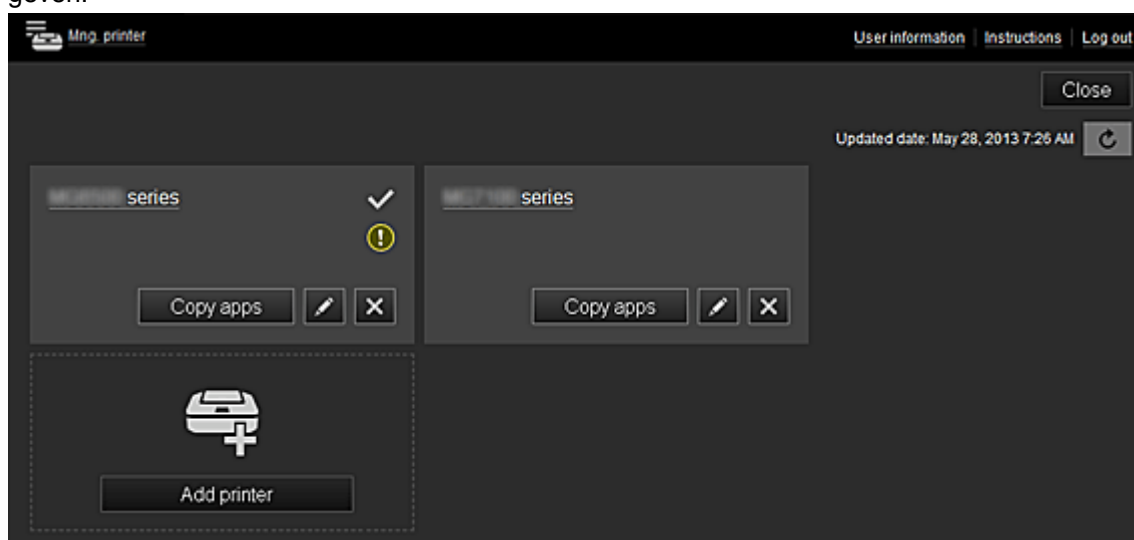 geven.
Mng. printer User information Instructions Log out
Close
Updated date: May 28, 2013 7:26 AM
series series
Copy apps Copy apps
Add printer